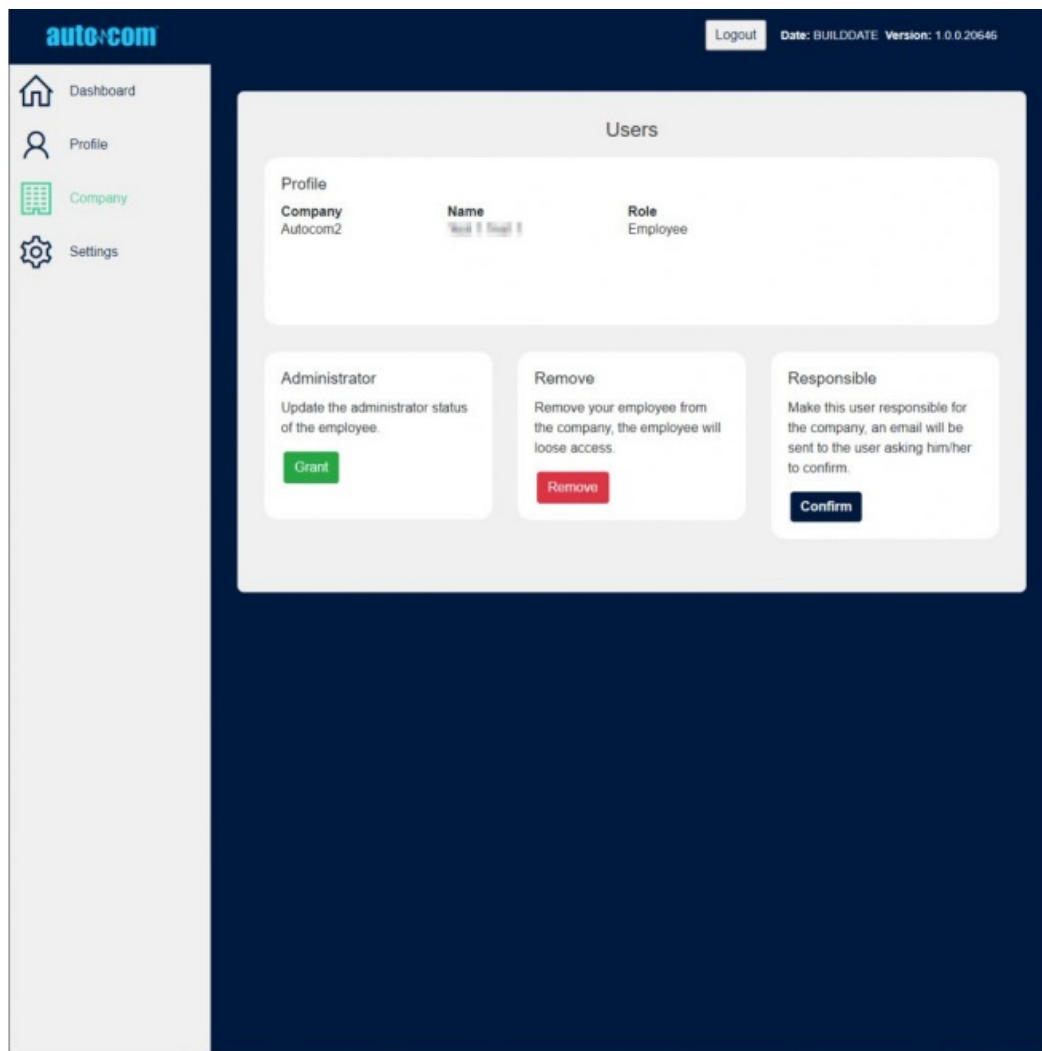 auto com
Logout
Date: BUILDDATE Version: 1.0.0.20646
Dashboard
Profile
Company
Settings
Users
Profile
Company Name Role
Autocom2 Employee
Administrator
Update the administrator status
of the employee.
Grant
Remove
Remove your employee from
the company, the employee will
loose access.
Remove
Responsible
Make this user responsible for
the company, an email will be
sent to the user asking him/her
to confirm.
Confirm